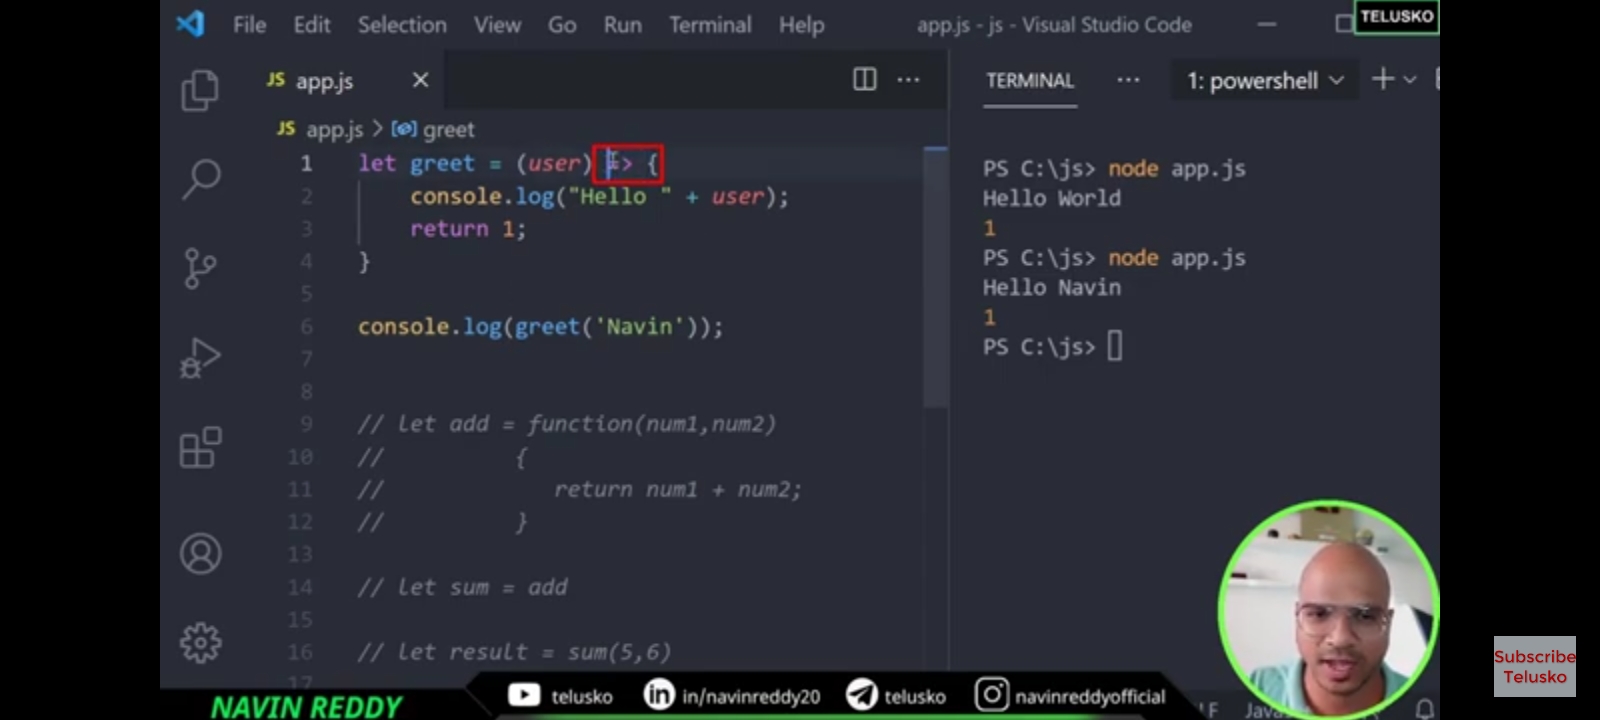 File Edit Selection View Go Run Terminal Help app.js - js - Visual Studio Code
TELUSKO
JS app.js
JS app.js > greet
1 let greet = (user) => {
2 console.log("Hello " + user);
3 return 1;
4 }
5
6 console.log(greet('Navin'));
7
8
9 // let add = function(num1,num2)
10 // {
11 // return num1 + num2;
12 // }
13
14 // let sum = add
15
16 // let result = sum(5,6)
17
TERMINAL ... 1: powershell
PS C:\js> node app.js
Hello World
1
PS C:\js> node app.js
Hello Navin
1
PS C:\js>
Subscribe
Telusko
NAVIN REDDY telusko in/navinreddy20 telusko navinreddyofficial